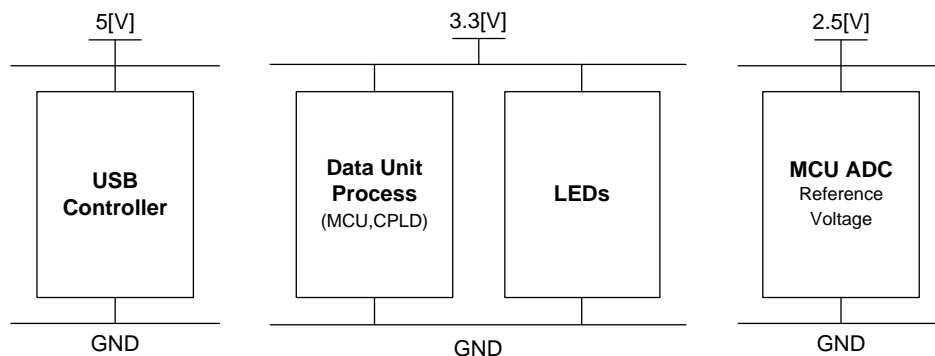 5[V]
3.3[V]
2.5[V]
USB
Controller
Data Unit
Process
(MCU,CPLD)
LEDs
MCU ADC
Reference
Voltage
GND
GND
GND